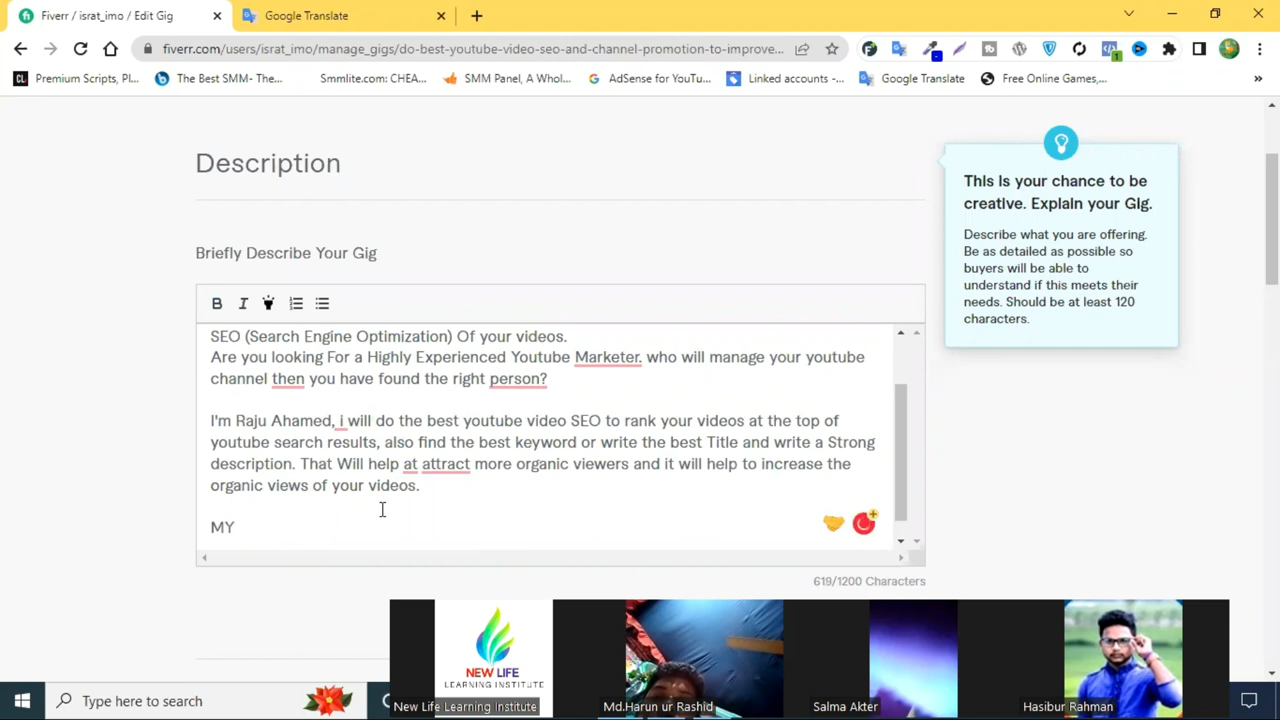 Fiverr / israt_imo / Edit Gig
Google Translate
fiverr.com/users/israt_imo/manage_gigs/do-best-youtube-video-seo-and-channel-promotion-to-improve...
1
Premium Scripts, Pl...
The Best SMM- The...
Smmlite.com: CHEA...
SMM Panel, A Whol...
AdSense for YouTu...
Linked accounts -...
Google Translate
Free Online Games,...
Description
Briefly Describe Your Gig
B I
SEO (Search Engine Optimization) Of your videos.
Are you looking For a Highly Experienced Youtube Marketer. who will manage your youtube
channel then you have found the right person?
I'm Raju Ahamed, i will do the best youtube video SEO to rank your videos at the top of
youtube search results, also find the best keyword or write the best Title and write a Strong
description. That Will help at attract more organic viewers and it will help to increase the
organic views of your videos.
MY
619/1200 Characters
This is your chance to be
creative. Explain your Gig.
Describe what you are offering.
Be as detailed as possible so
buyers will be able to
understand if this meets their
needs. Should be at least 120
characters.
NEW LIFE
LEARNING INSTITUTE
New Life Learning Institute
Md.Harun ur Rashid
Salma Akter
Hasibur Rahman
Type here to search